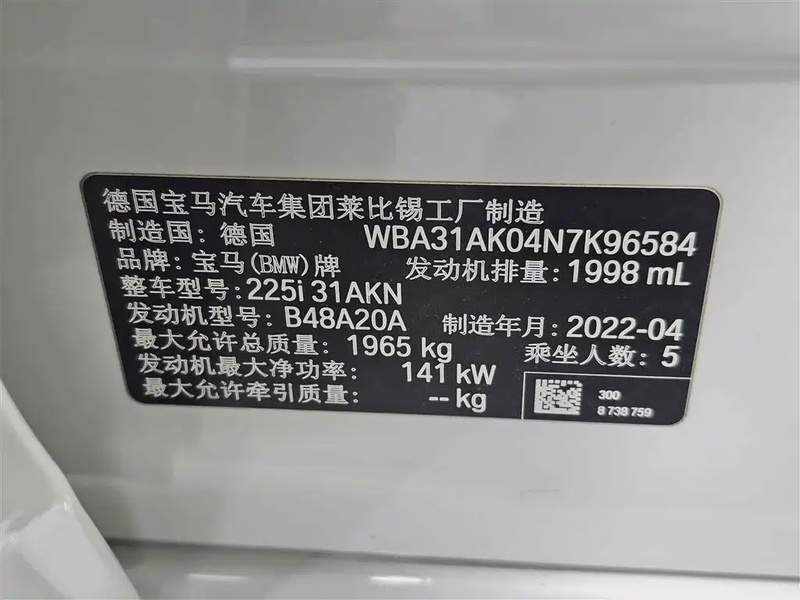 德国宝马汽车集团莱比锡工厂制造
制造国: 德国 WBA31AK04N7K96584
品牌: 宝马(BMW)牌 发动机排量: 1998 mL
整车型号: 225i 31AKN
发动机型号: B48A20A 制造年月: 2022-04
最大允许总质量: 1965 kg 乘坐人数: 5
发动机最大净功率: 141 kW
最大允许牵引质量: -- kg
300
8 738 759